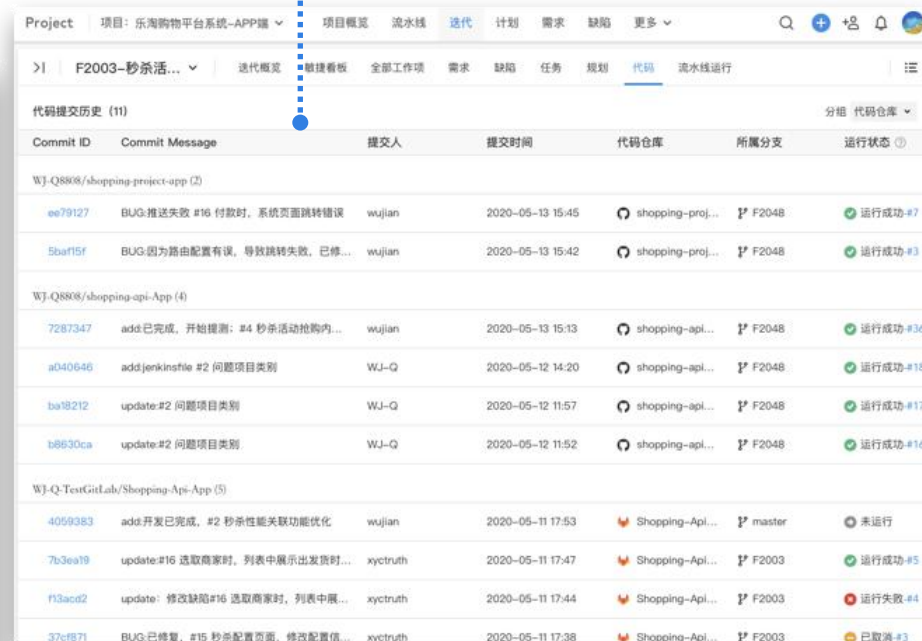 Project 项目：乐淘购物平台系统-APP端 项目概览 流水线 迭代 计划 需求 缺陷 更多
F2003-秒杀活... 迭代概览 敏捷看板 全部工作项 需求 缺陷 任务 规划 代码 流水线运行
代码提交历史 (11) 分组 代码仓库
Commit ID Commit Message 提交人 提交时间 代码仓库 所属分支 运行状态
WJ-Q8808/shopping-project-app (2)
ee79127 BUG:推送失败 #16 付款时，系统页面跳转错误 wujian 2020-05-13 15:45 shopping-proj... F2048 运行成功-#7
5baf15f BUG:因为路由配置有误，导致跳转失败，已修... wujian 2020-05-13 15:42 shopping-proj... F2048 运行成功-#3
WJ-Q8808/shopping-api-App (4)
7287347 add:已完成，开始提测；#4 秒杀活动抢购内... wujian 2020-05-13 15:13 shopping-api... F2048 运行成功-#36
a040646 add:jenkinsfile #2 问题项目类别 WJ-Q 2020-05-12 14:20 shopping-api... F2048 运行成功-#18
ba18212 update:#2 问题项目类别 WJ-Q 2020-05-12 11:57 shopping-api... F2048 运行成功-#17
b8630ca update:#2 问题项目类别 WJ-Q 2020-05-12 11:52 shopping-api... F2048 运行成功-#16
WJ-Q-TestGitLab/Shopping-Api-App (5)
4059383 add:开发已完成，#2 秒杀性能关联功能优化 wujian 2020-05-11 17:53 Shopping-Api... master 未运行
7b3ea19 update:#16 选取商家时，列表中展示出发货时... xyctruth 2020-05-11 17:47 Shopping-Api... F2003 运行成功-#5
f13acd2 update：修改缺陷#16 选取商家时，列表中展... xyctruth 2020-05-11 17:44 Shopping-Api... F2003 运行失败-#4
37cf871 BUG:已修复，#15 秒杀配置页面，修改配置信... xyctruth 2020-05-11 17:38 Shopping-Api... F2003 已取消-#3